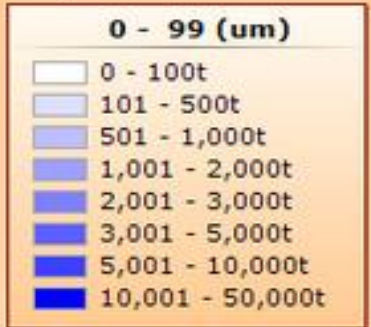 0 - 99 (um)
0 - 100t
101 - 500t
501 - 1,000t
1,001 - 2,000t
2,001 - 3,000t
3,001 - 5,000t
5,001 - 10,000t
10,001 - 50,000t